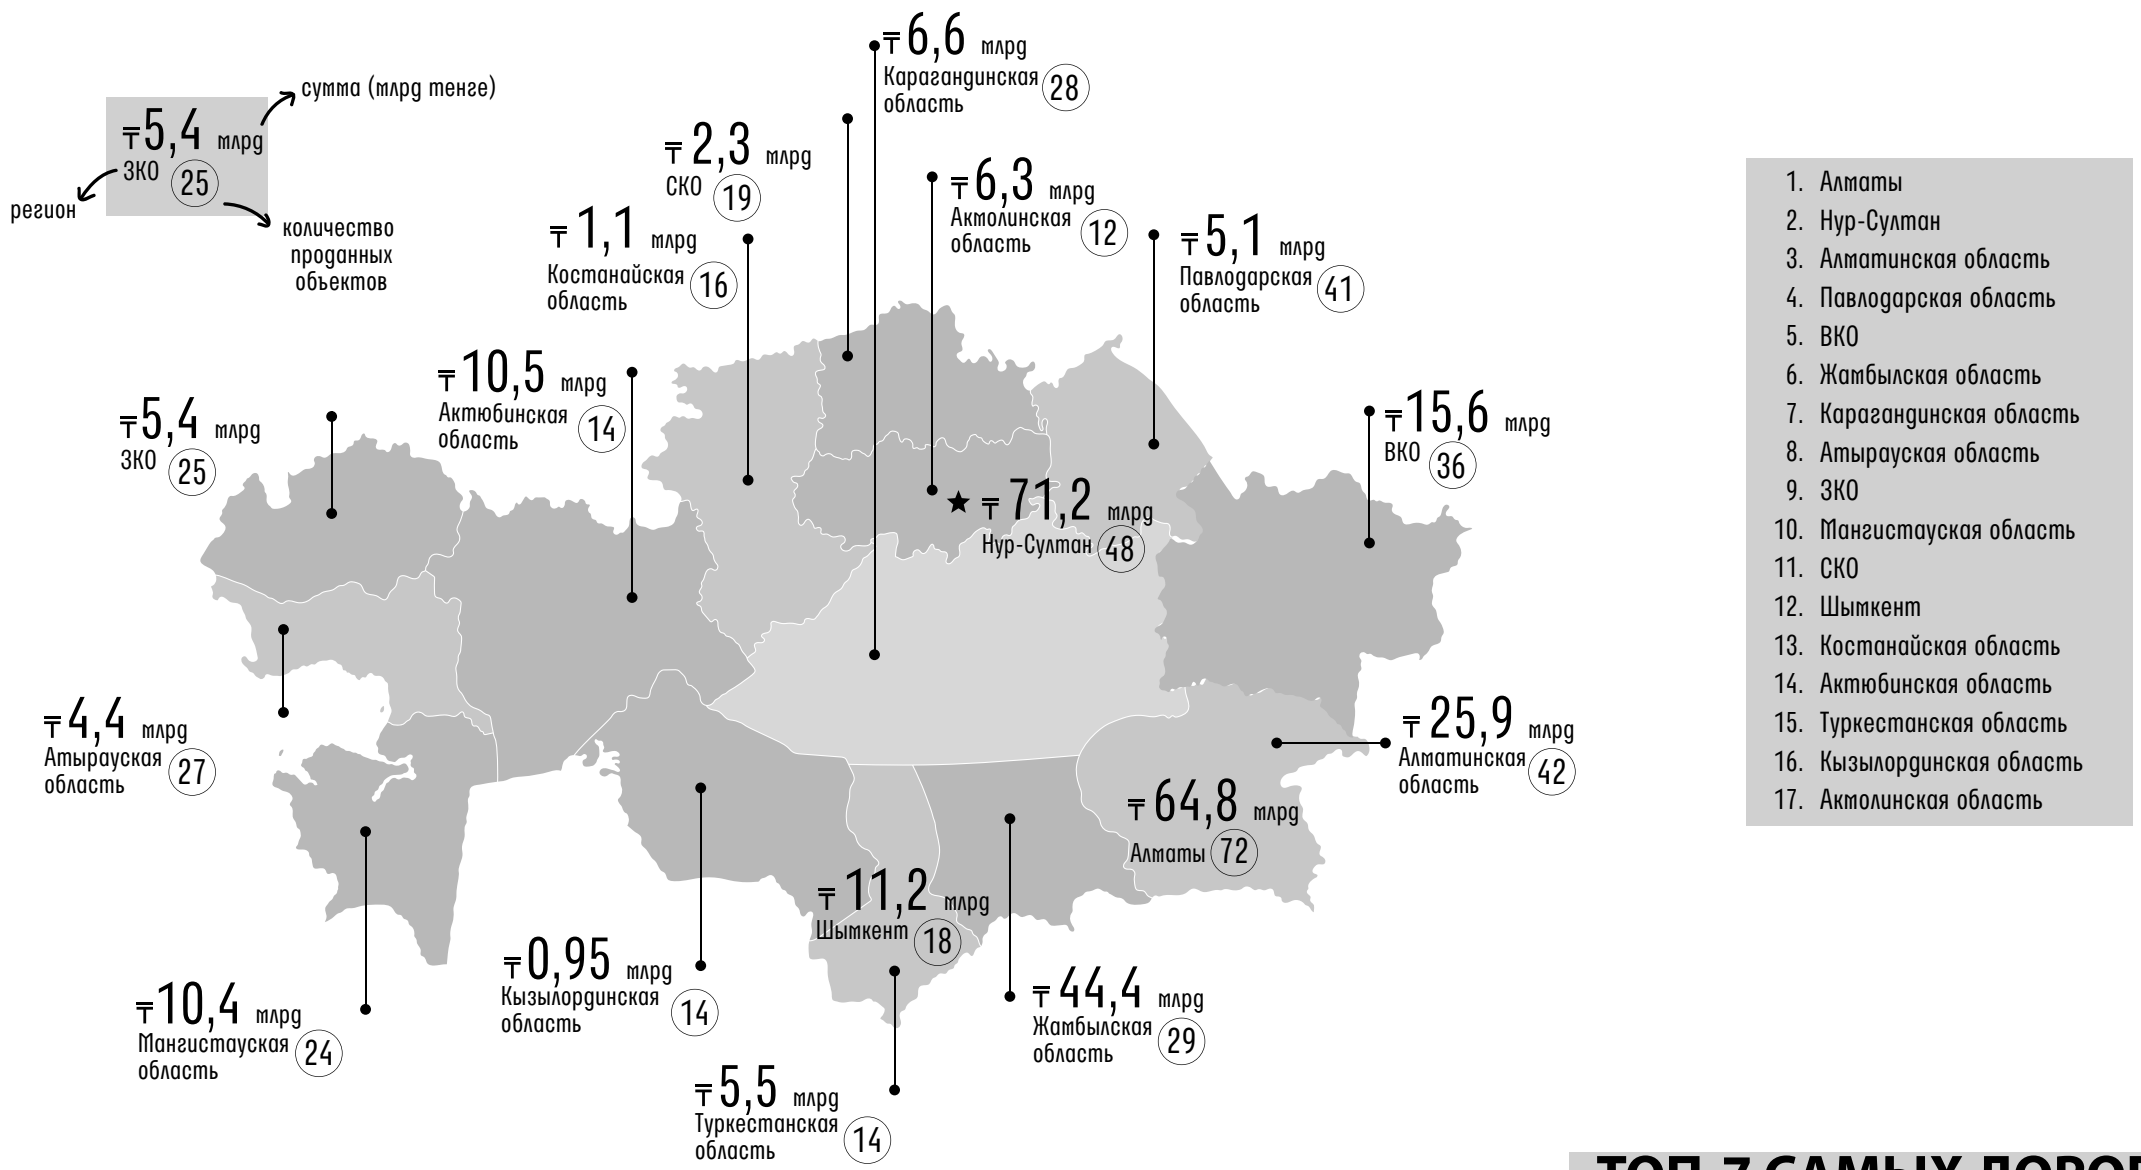 ₸5,4 млрд
ЗКО 25
сумма (млрд тенге)
регион
количество
проданных
объектов
₸6,6 млрд
Карагандинская
область 28
₸2,3 млрд
СКО 19
₸6,3 млрд
Акмолинская
область 12
₸1,1 млрд
Костанайская
область 16
₸5,1 млрд
Павлодарская
область 41
₸10,5 млрд
Актюбинская
область 14
₸5,4 млрд
ЗКО 25
₸15,6 млрд
ВКО 36
₸71,2 млрд
Нур-Султан 48
₸4,4 млрд
Атырауская
область 27
₸25,9 млрд
Алматинская
область 42
₸64,8 млрд
Алматы 72
₸11,2 млрд
Шымкент 18
₸0,95 млрд
Кызылординская
область 14
₸10,4 млрд
Мангистауская
область 24
₸44,4 млрд
Жамбылская
область 29
₸5,5 млрд
Туркестанская
область 14
1. Алматы
2. Нур-Султан
3. Алматинская область
4. Павлодарская область
5. ВКО
6. Жамбылская область
7. Карагандинская область
8. Атырауская область
9. ЗКО
10. Мангистауская область
11. СКО
12. Шымкент
13. Костанайская область
14. Актюбинская область
15. Туркестанская область
16. Кызылординская область
17. Акмолинская область
ТОП-7 САМЫХ